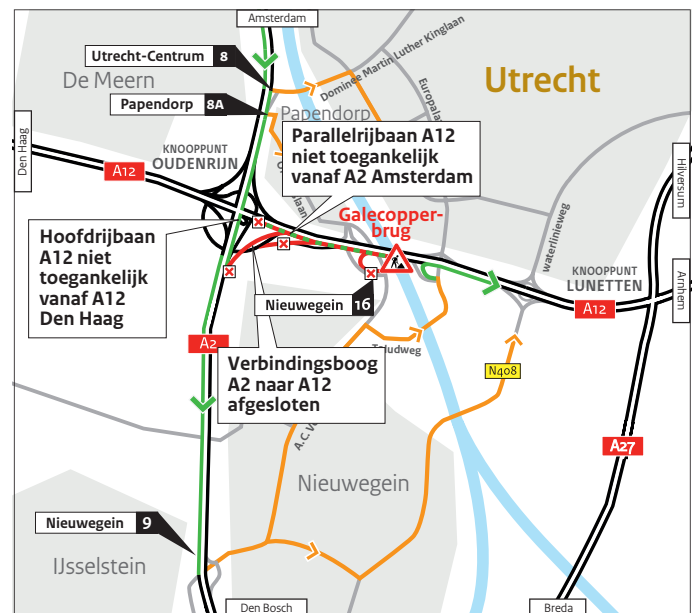 Amsterdam
Utrecht-Centrum 8
Dominee Martin Luther Kinglaan
De Meern
Utrecht
Papendorp 8A
Papendorp
Den Haag
A12
KNOOPPUNT
OUDENRIJN
Parallelrijbaan A12
niet toegankelijk
vanaf A2 Amsterdam
Hilversum
waterlinieweg
Hoofdrijbaan
A12 niet
toegankelijk
vanaf A12
Den Haag
Galecopper-
brug
KNOOPPUNT
LUNETTEN
Arnhem
Nieuwegein 16
A12
A2
Verbindingsboog
A2 naar A12
afgesloten
N408
A27
Nieuwegein
Nieuwegein 9
IJsselstein
Den Bosch
Breda